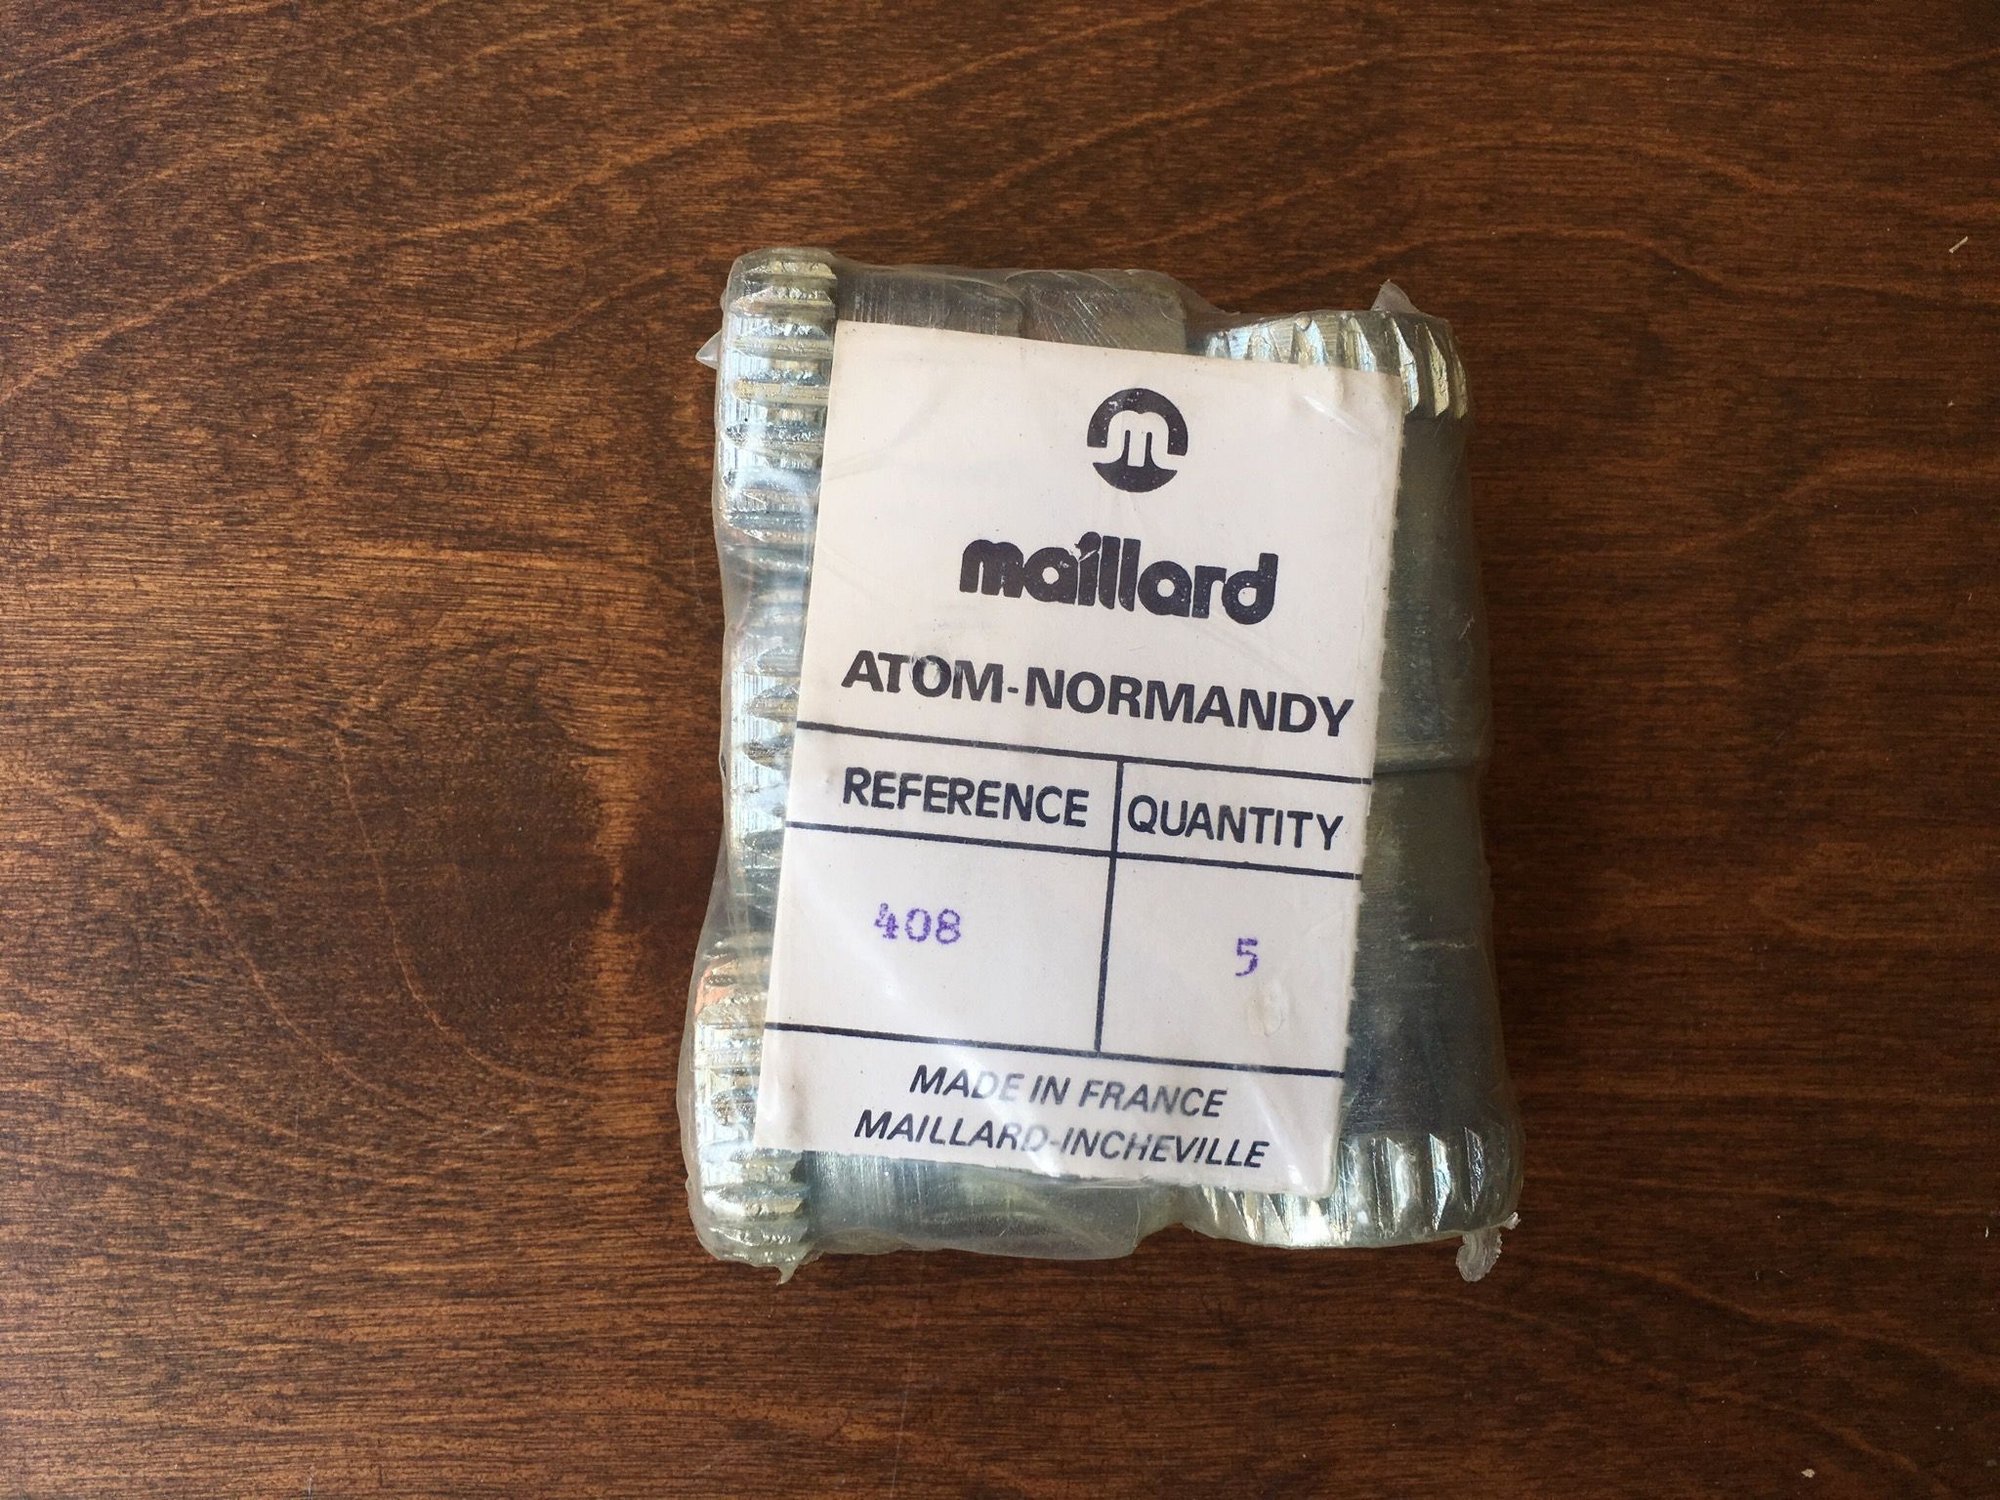 m
maillard
ATOM-NORMANDY
REFERENCE QUANTITY
408 5
MADE IN FRANCE
MAILLARD-INCHEVILLE